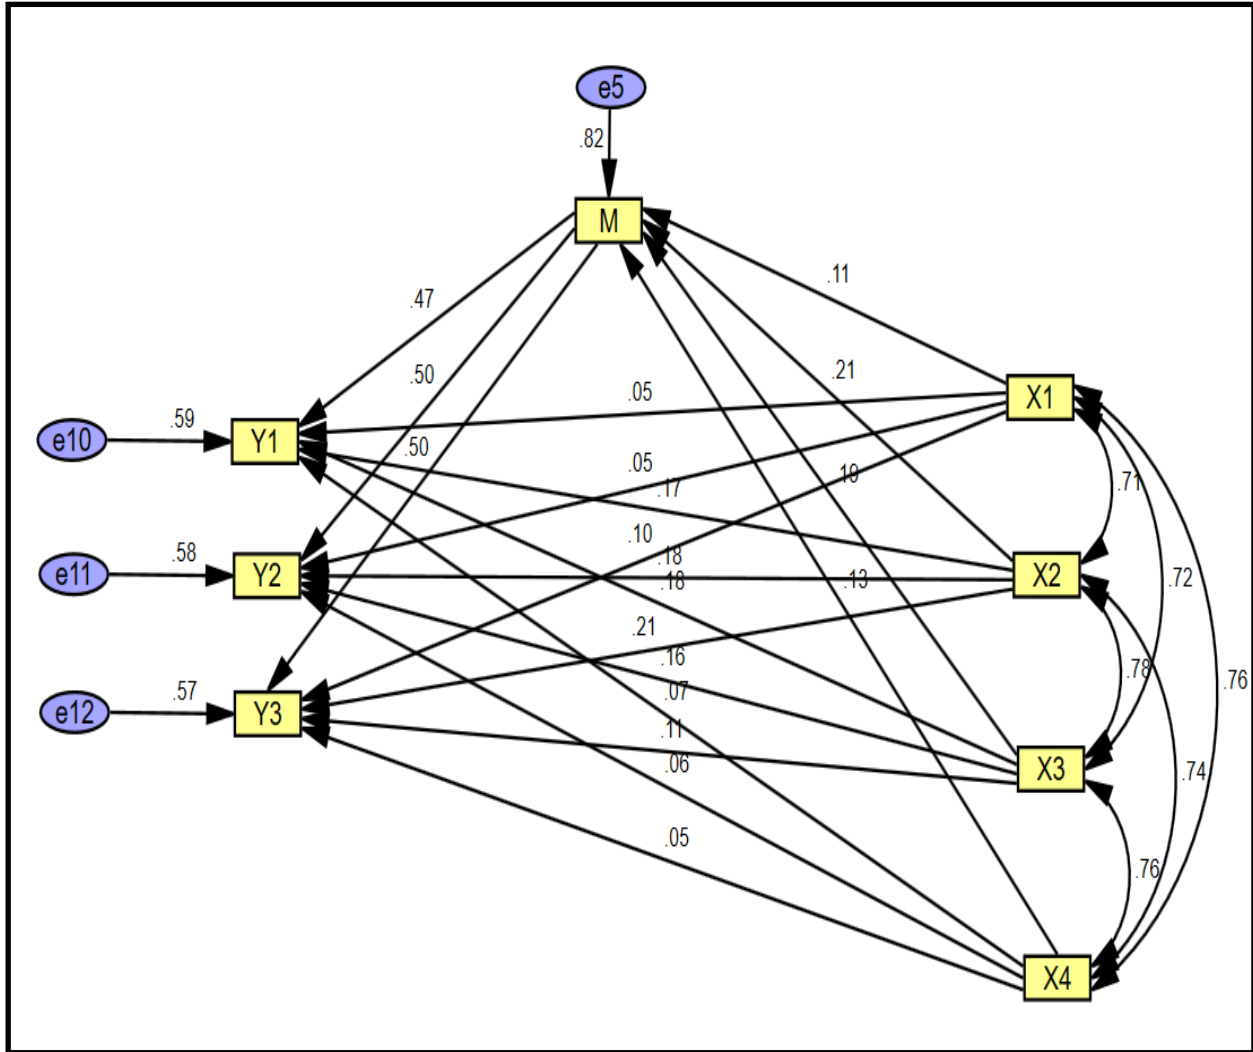 e5
.82
M
.11
.47
.21
.50
.05
X1
.59
e10
Y1
.50
.05
.19
.71
.17
.10
.18
.58
e11
Y2
.18
.13
X2
.72
.21
.16
.78
.07
.76
.57
e12
Y3
.11
.06
X3
.74
.05
.76
X4